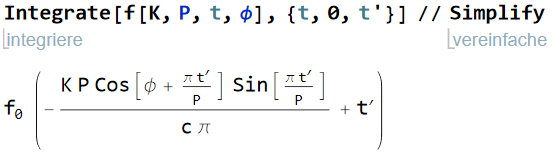 Integrate[f[K, P, t, ϕ], {t, 0, t'}] // Simplify
integriere vereinfache
f₀ (- K P Cos[ϕ + π t′/P] Sin[π t′/P] / c π + t′)